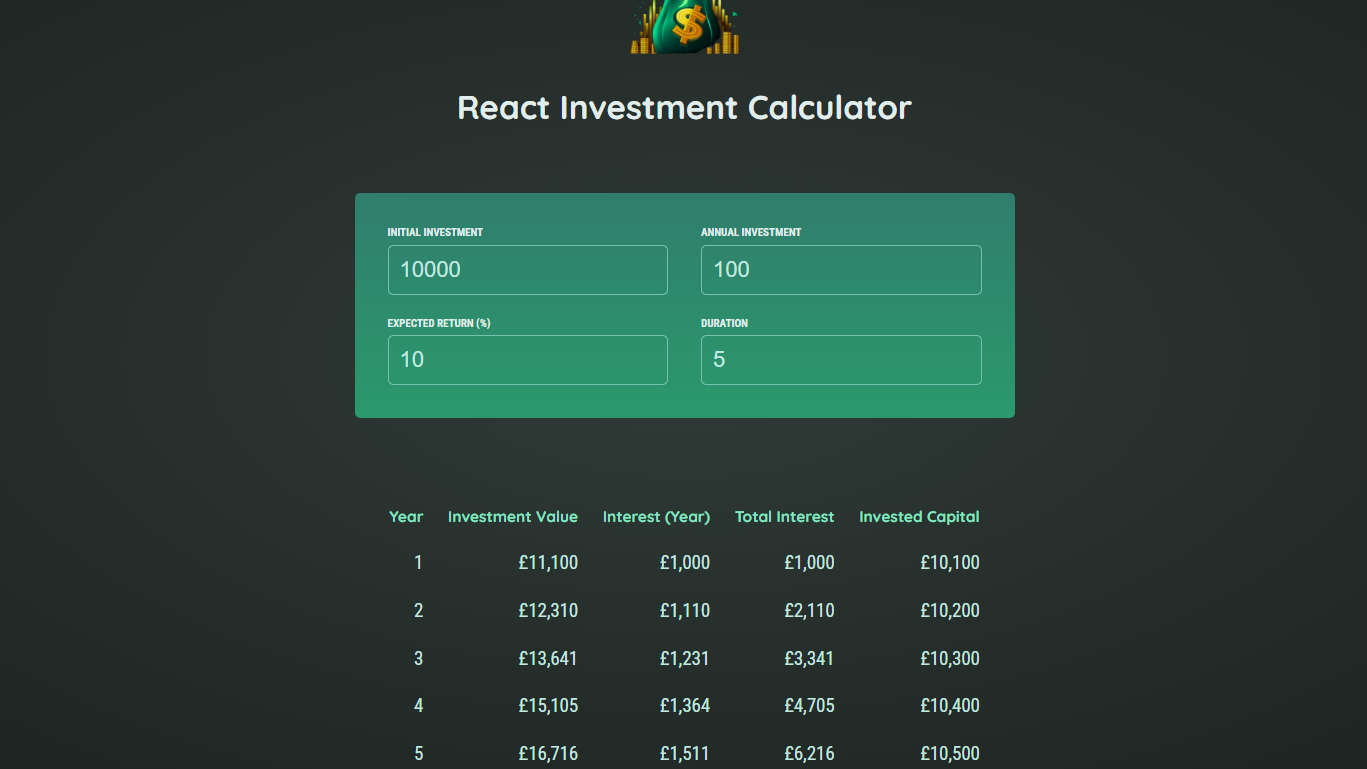 $
React Investment Calculator
INITIAL INVESTMENT ANNUAL INVESTMENT
10000 100
EXPECTED RETURN (%) DURATION
10 5
Year Investment Value Interest (Year) Total Interest Invested Capital
1 £11,100 £1,000 £1,000 £10,100
2 £12,310 £1,110 £2,110 £10,200
3 £13,641 £1,231 £3,341 £10,300
4 £15,105 £1,364 £4,705 £10,400
5 £16,716 £1,511 £6,216 £10,500